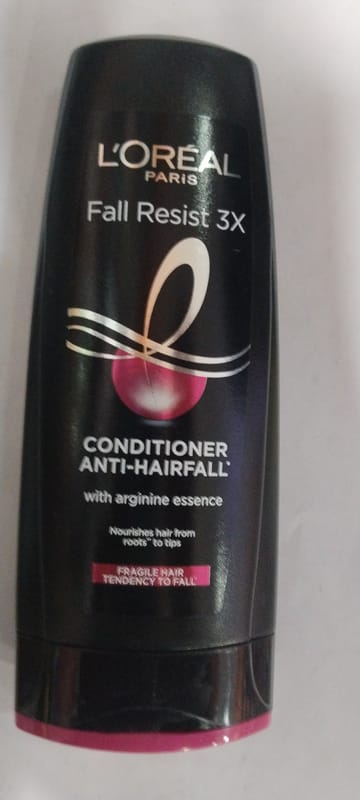 L'ORÉAL
PARIS
Fall Resist 3X
CONDITIONER
ANTI-HAIRFALL*
with arginine essence
Nourishes hair from
roots** to tips
FRAGILE HAIR
TENDENCY TO FALL*